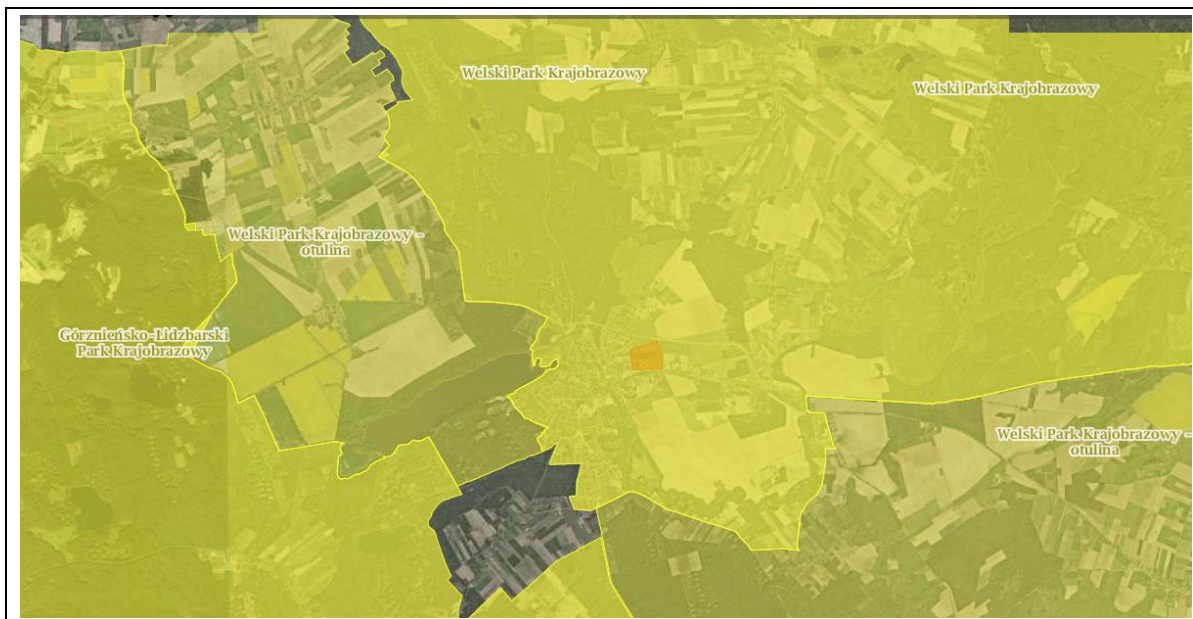 Welski Park Krajobrazowy
Welski Park Krajobrazowy
Welski Park Krajobrazowy -
otulina
Górznieńsko-Lidzbarski
Park Krajobrazowy
Welski Park Krajobrazowy -
otulina